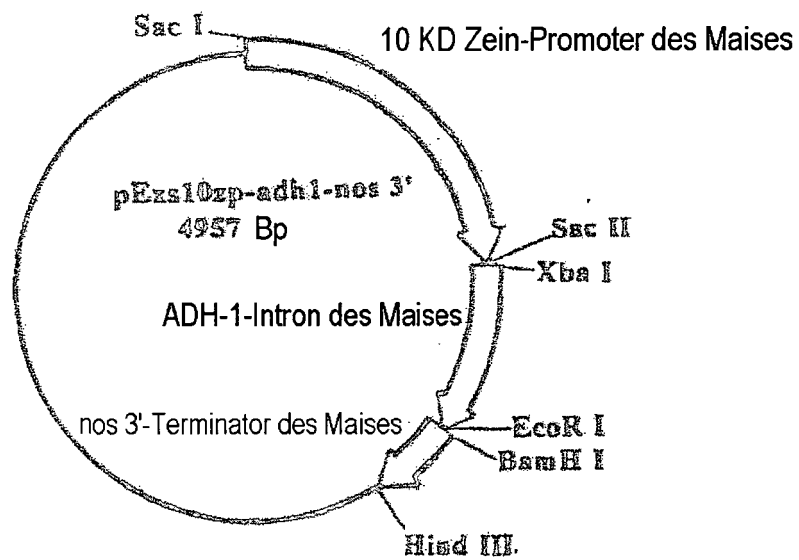 Sac I
10 KD Zein-Promoter des Maises
pExs10zp-adh1-nos 3'
4957 Bp
Sac II
Xba I
ADH-1-Intron des Maises
nos 3'-Terminator des Maises
EcoR I
BamH I
Hind III.